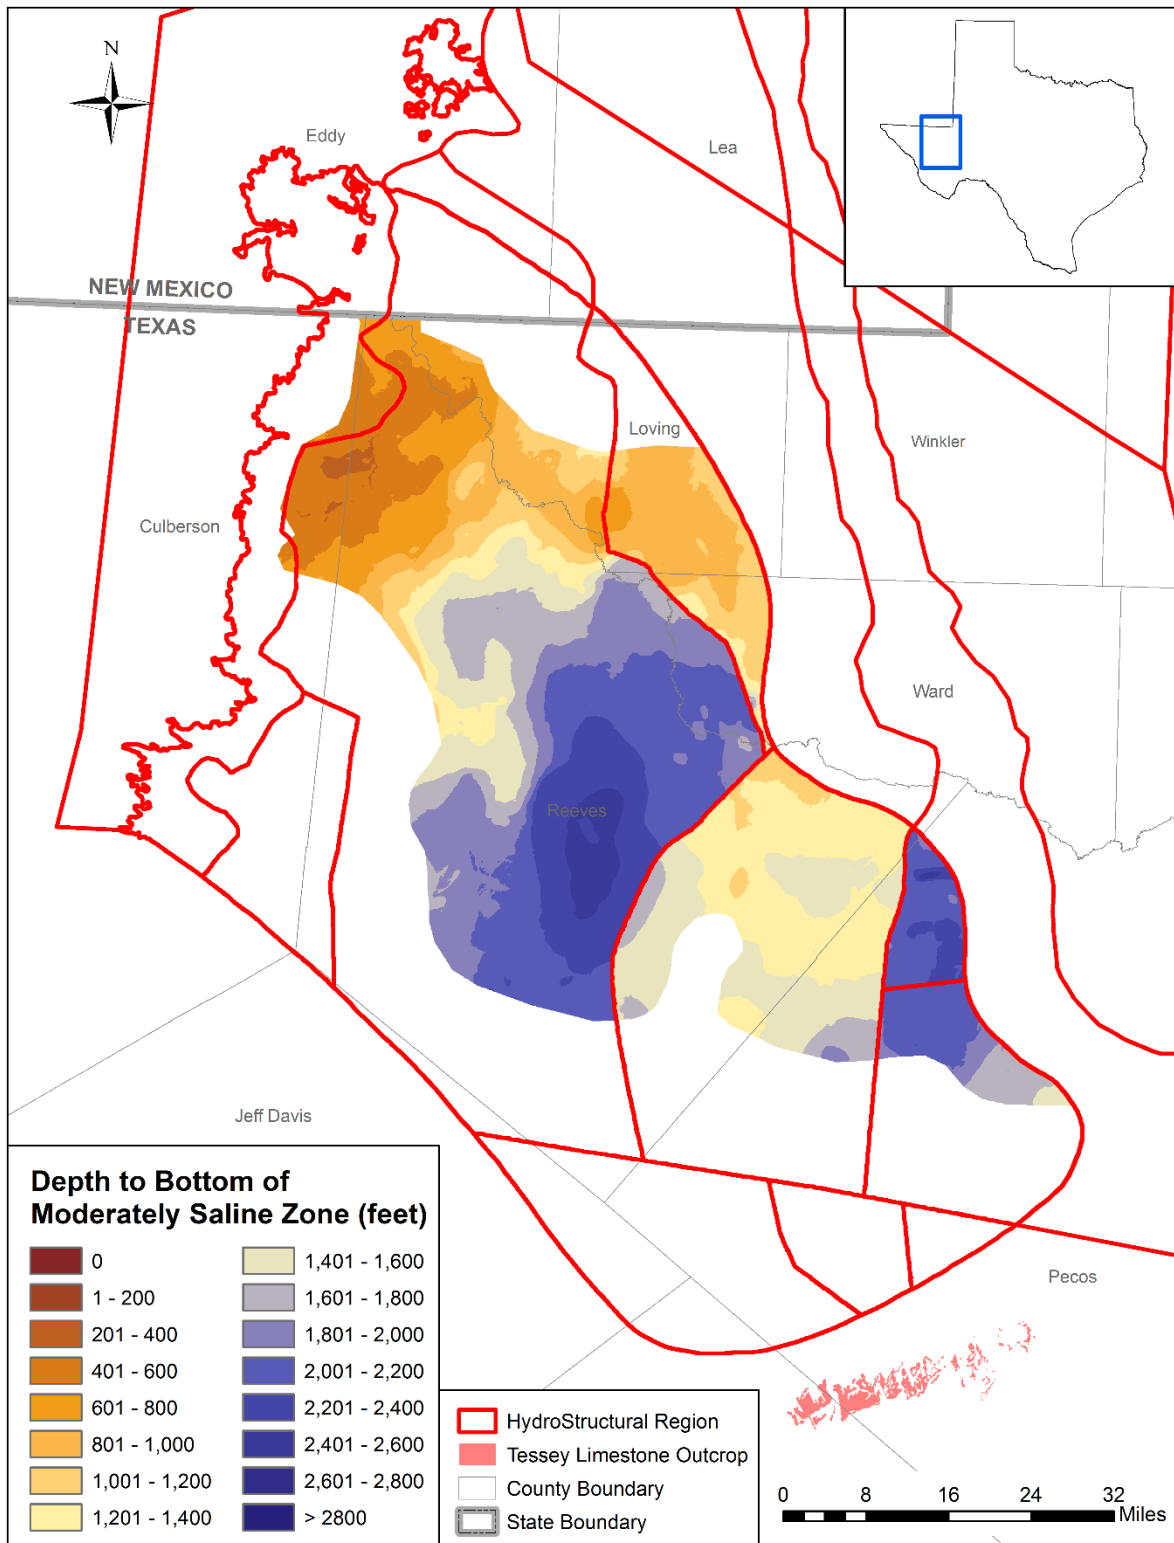 N
Eddy
Lea
NEW MEXICO
TEXAS
Loving
Winkler
Culberson
Ward
Reeves
Jeff Davis
Pecos
Depth to Bottom of
Moderately Saline Zone (feet)
0
1 - 200
201 - 400
401 - 600
601 - 800
801 - 1,000
1,001 - 1,200
1,201 - 1,400
1,401 - 1,600
1,601 - 1,800
1,801 - 2,000
2,001 - 2,200
2,201 - 2,400
2,401 - 2,600
2,601 - 2,800
> 2800
HydroStructural Region
Tessey Limestone Outcrop
County Boundary
State Boundary
0 8 16 24 32
Miles